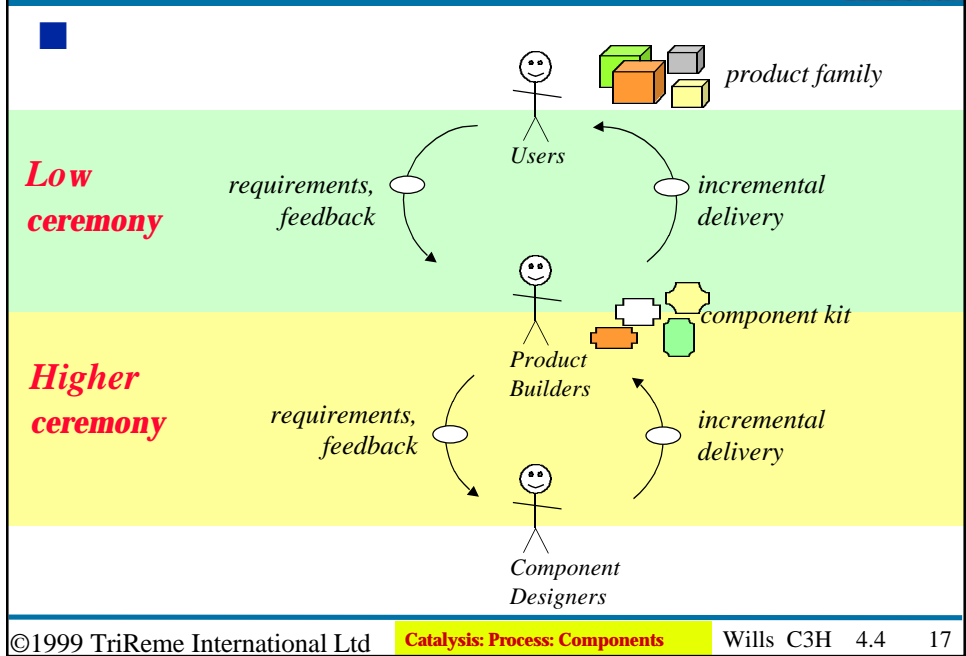 product family
Users
Low
ceremony
requirements,
feedback
incremental
delivery
component kit
Product
Builders
Higher
ceremony
requirements,
feedback
incremental
delivery
Component
Designers
©1999 TriReme International Ltd
Catalysis: Process: Components
Wills C3H 4.4 17